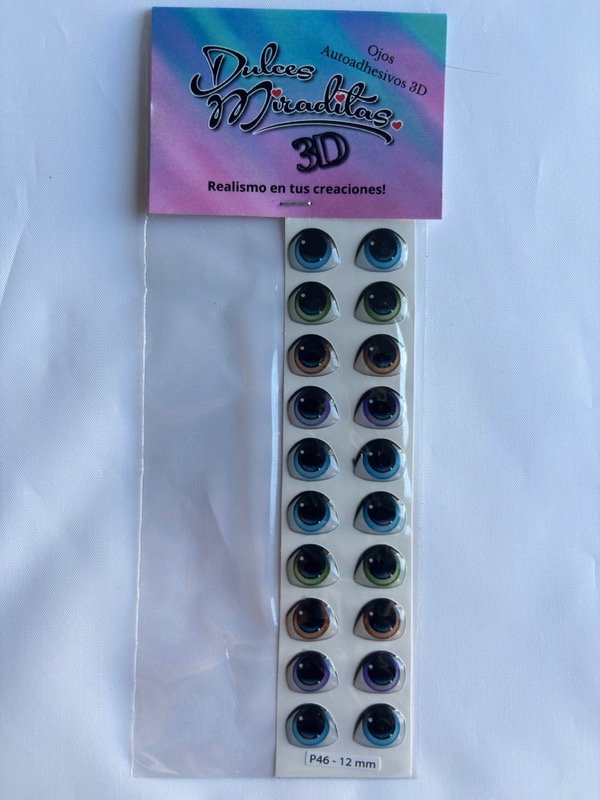 Dulces
Miraditas.
3D
Ojos
Autoadhesivos 3D
Realismo en tus creaciones!
P46 - 12 mm